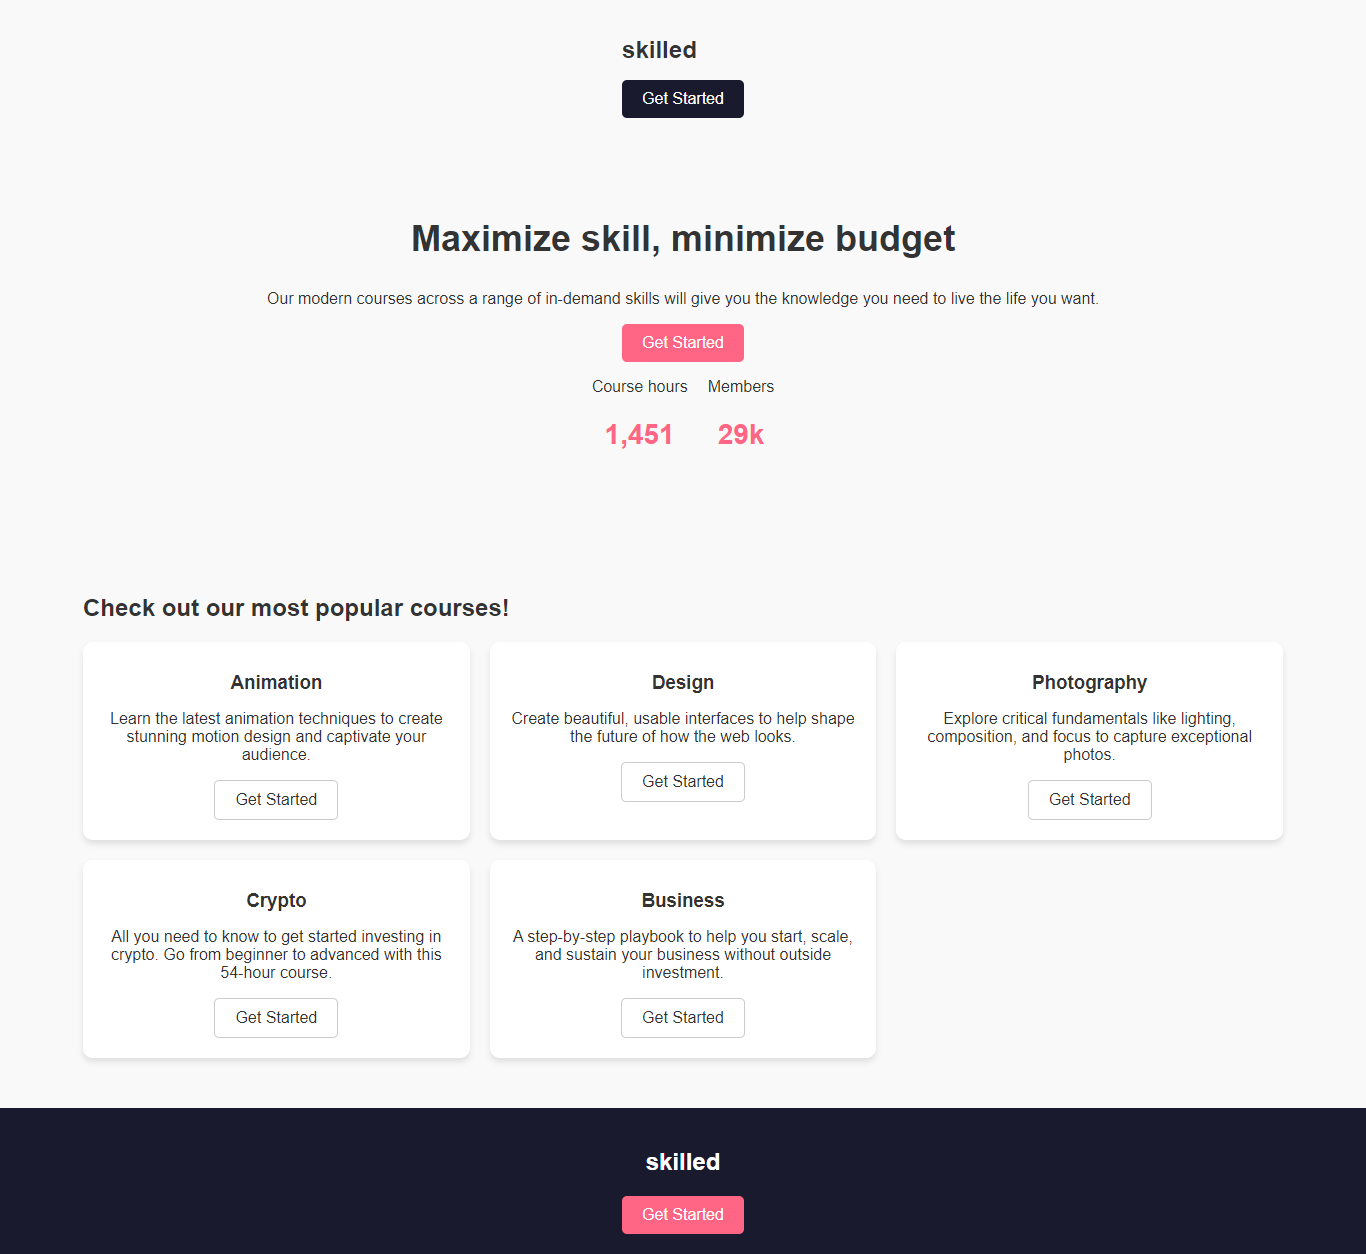 skilled
Get Started
Maximize skill, minimize budget
Our modern courses across a range of in-demand skills will give you the knowledge you need to live the life you want.
Get Started
Course hours
1,451
Members
29k
Check out our most popular courses!
Animation
Learn the latest animation techniques to create
stunning motion design and captivate your
audience.
Get Started
Design
Create beautiful, usable interfaces to help shape
the future of how the web looks.
Get Started
Photography
Explore critical fundamentals like lighting,
composition, and focus to capture exceptional
photos.
Get Started
Crypto
All you need to know to get started investing in
crypto. Go from beginner to advanced with this
54-hour course.
Get Started
Business
A step-by-step playbook to help you start, scale,
and sustain your business without outside
investment.
Get Started
skilled
Get Started